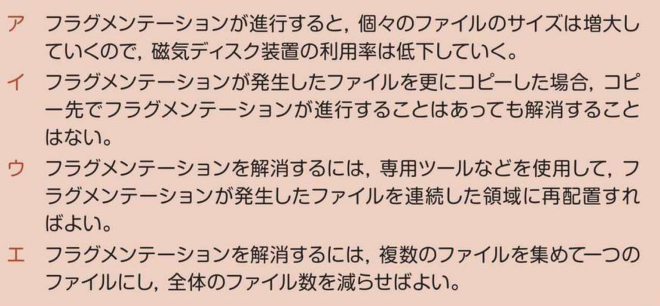 ア フラグメンテーションが進行すると，個々のファイルのサイズは増大し
ていくので，磁気ディスク装置の利用率は低下していく。
イ フラグメンテーションが発生したファイルを更にコピーした場合，コピ
ー先でフラグメンテーションが進行することはあっても解消すること
はない。
ウ フラグメンテーションを解消するには，専用ツールなどを使用して，フ
ラグメンテーションが発生したファイルを連続した領域に再配置すれ
ばよい。
エ フラグメンテーションを解消するには，複数のファイルを集めて一つの
ファイルにし，全体のファイル数を減らせばよい。